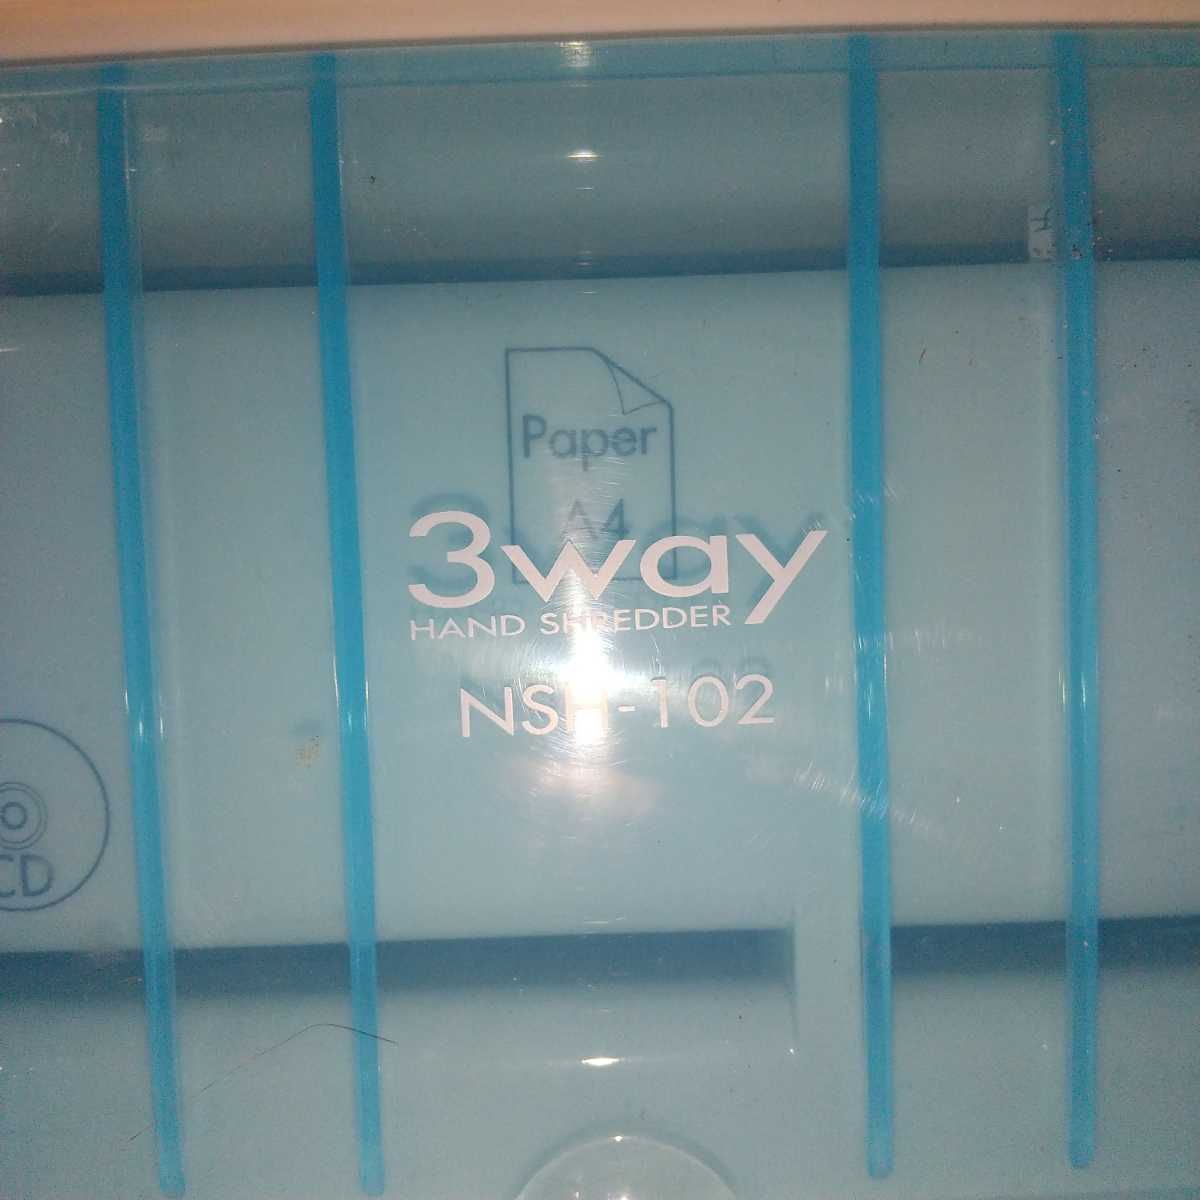 Paper
A4
3way
HAND SHREDDER
NSH-102
CD